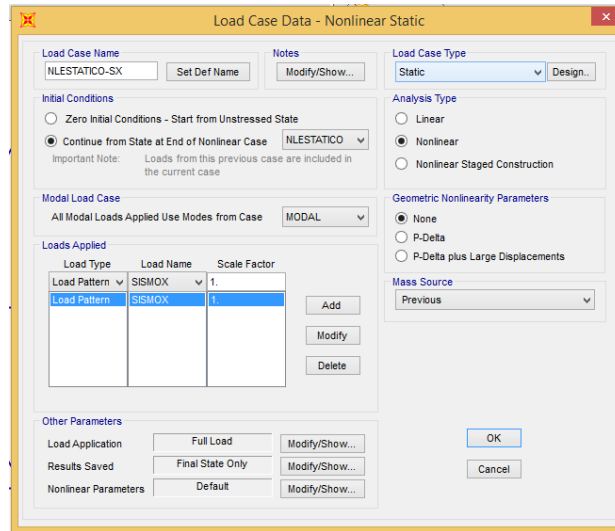 Load Case Data - Nonlinear Static
Load Case Name
NLESTATICO-SX
Set Def Name
Notes
Modify/Show...
Load Case Type
Static
Design..
Initial Conditions
Zero Initial Conditions - Start from Unstressed State
Continue from State at End of Nonlinear Case
NLESTATICO
Important Note: Loads from this previous case are included in
the current case
Analysis Type
Linear
Nonlinear
Nonlinear Staged Construction
Modal Load Case
All Modal Loads Applied Use Modes from Case
MODAL
Geometric Nonlinearity Parameters
None
P-Delta
P-Delta plus Large Displacements
Loads Applied
Load Type Load Name Scale Factor
Load Pattern SISMOX 1.
Load Pattern SISMOX 1.
Add
Modify
Delete
Mass Source
Previous
Other Parameters
Load Application Full Load Modify/Show...
Results Saved Final State Only Modify/Show...
Nonlinear Parameters Default Modify/Show...
OK
Cancel